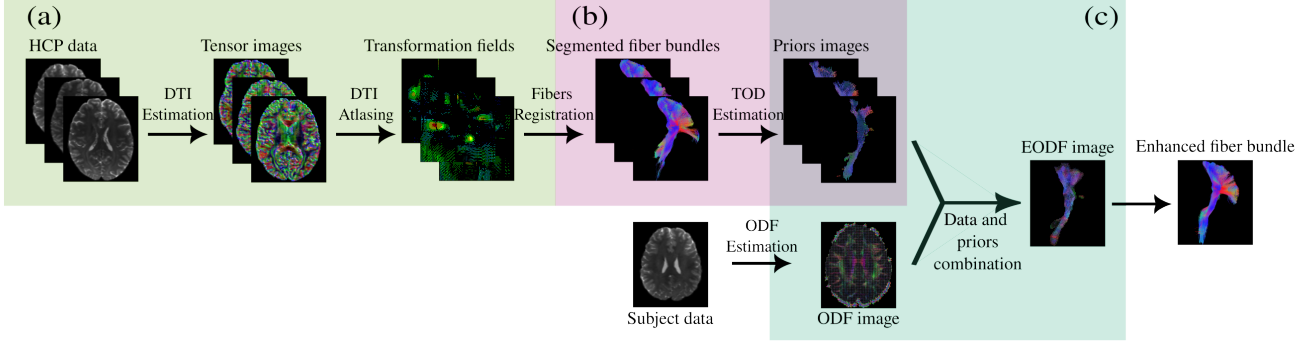 (a)
(b)
(c)
HCP data
Tensor images
Transformation fields
Segmented fiber bundles
Priors images
DTI
Estimation
DTI
Atlasing
Fibers
Registration
TOD
Estimation
EODF image
Enhanced fiber bundle
Data and
priors
combination
ODF
Estimation
Subject data
ODF image